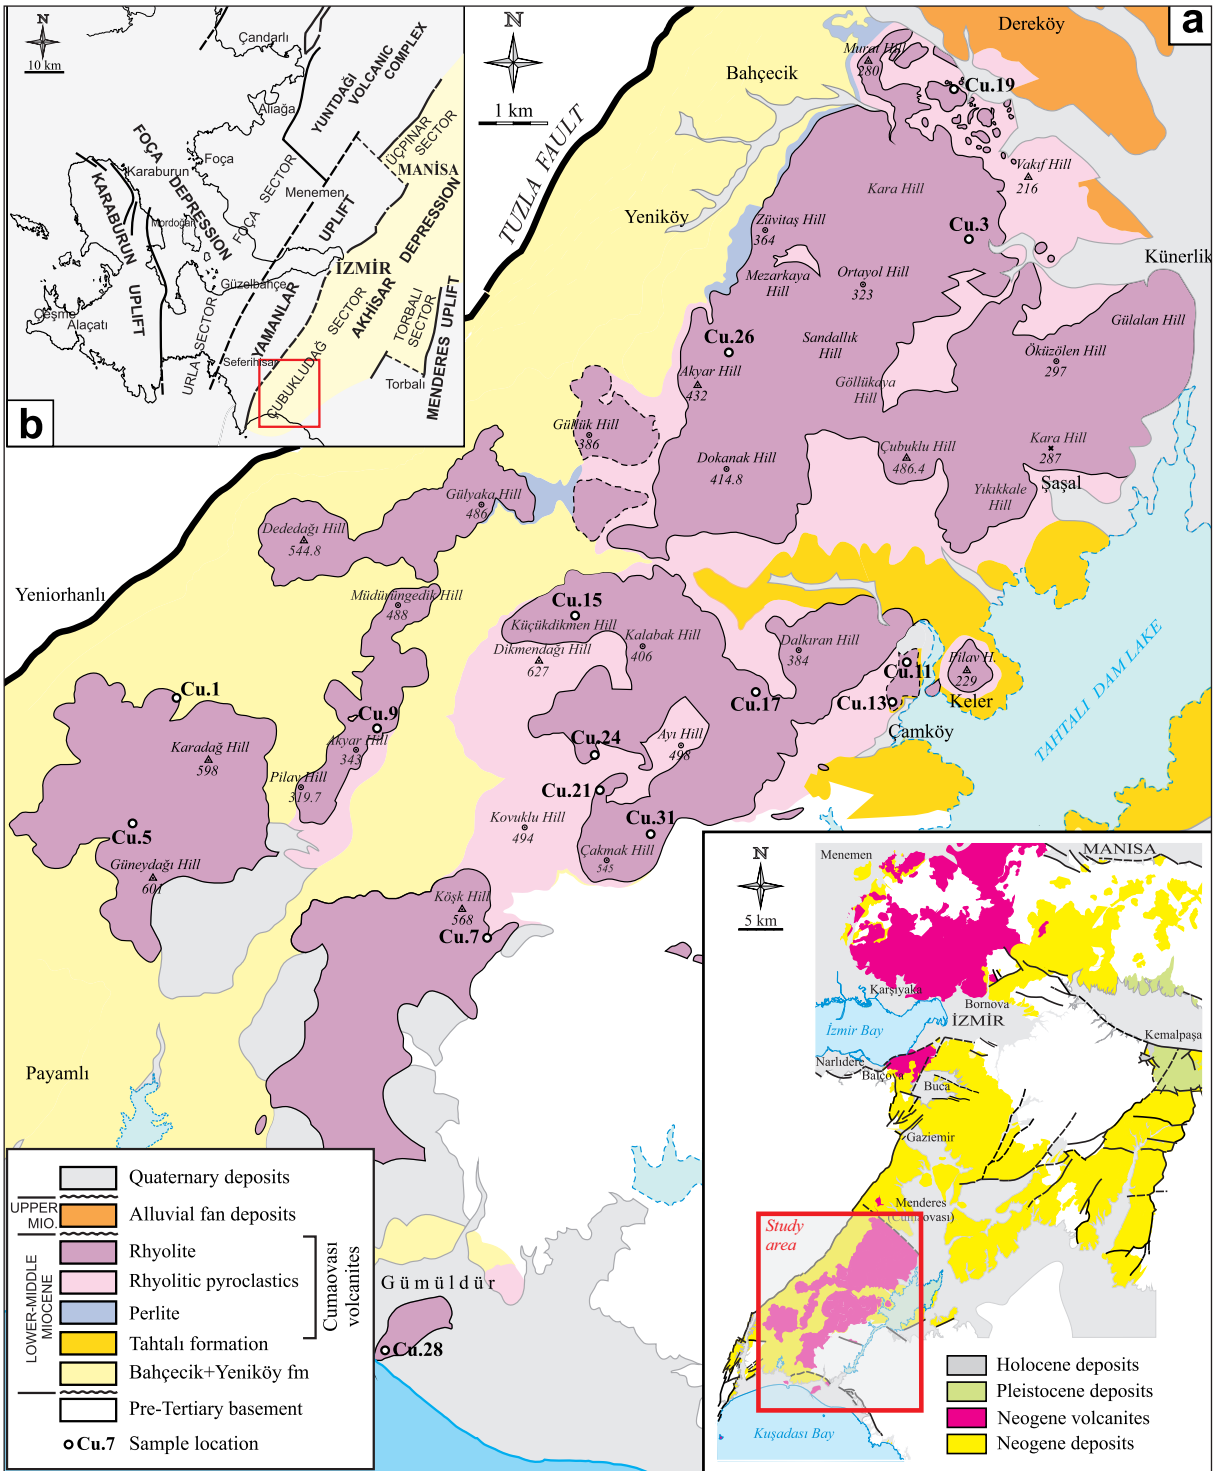 a
b
N
10 km
Çandarlı
YUNTDAĞI
VOLCANIC
COMPLEX
Aliağa
FOÇA
DEPRESSION
Foça
Karaburun
KARABURUN
UPLIFT
Mordoğan
FOÇA SECTOR
Menemen
ÜÇPINAR
SECTOR
MANİSA
UPLIFT
YAMANLAR
İZMİR
AKHİSAR DEPRESSION
Güzelbahçe
Çeşme
Alaçatı
URLA SECTOR
Seferihisar
ÇUBUKLUDAĞ SECTOR
TORBALI
SECTOR
Torbalı
MENDERES UPLIFT
N
1 km
TUZLA FAULT
Dereköy
Murat Hill
280
Bahçecik
Cu.19
Vakıf Hill
216
Kara Hill
Yeniköy
Züvitaş Hill
364
Cu.3
Künerlik
Mezarkaya
Hill
Ortayol Hill
323
Gülalan Hill
Cu.26
Sandallık
Hill
Öküzölen Hill
297
Akyar Hill
432
Göllükaya
Hill
Güllük Hill
386
Çubuklu Hill
486.4
Kara Hill
287
Dokanak Hill
414.8
Şaşal
Yıkıkkale
Hill
Gülyaka Hill
486
Dededağı Hill
544.8
Yeniorhanlı
Müdürüngedik Hill
488
Cu.15
Küçükdikmen Hill
Kalabak Hill
406
Dikmendağı Hill
627
Dalkıran Hill
384
Cu.11
Pilav H.
229
Keler
TAHTALI DAM LAKE
Cu.1
Cu.17
Cu.13
Çamköy
Cu.9
Akyar Hill
343
Karadağ Hill
598
Cu.24
Ayı Hill
498
Pilav Hill
319.7
Cu.21
Cu.5
Kovuklu Hill
494
Cu.31
Çakmak Hill
545
Güneydağı Hill
601
Köşk Hill
568
Cu.7
Payamlı
Gümüldür
Cu.28
Quaternary deposits
UPPER
MIO.
Alluvial fan deposits
LOWER-MIDDLE
MIOCENE
Rhyolite
Rhyolitic pyroclastics
Perlite
Cumaovası
volcanites
Tahtalı formation
Bahçecik+Yeniköy fm
Pre-Tertiary basement
Cu.7 Sample location
N
5 km
Menemen
MANISA
Karşıyaka
Bornova
İZMİR
İzmir Bay
Kemalpaşa
Narlıdere
Balçova
Buca
Gaziemir
Menderes
(Cumaovası)
Study
area
Kuşadası Bay
Holocene deposits
Pleistocene deposits
Neogene volcanites
Neogene deposits